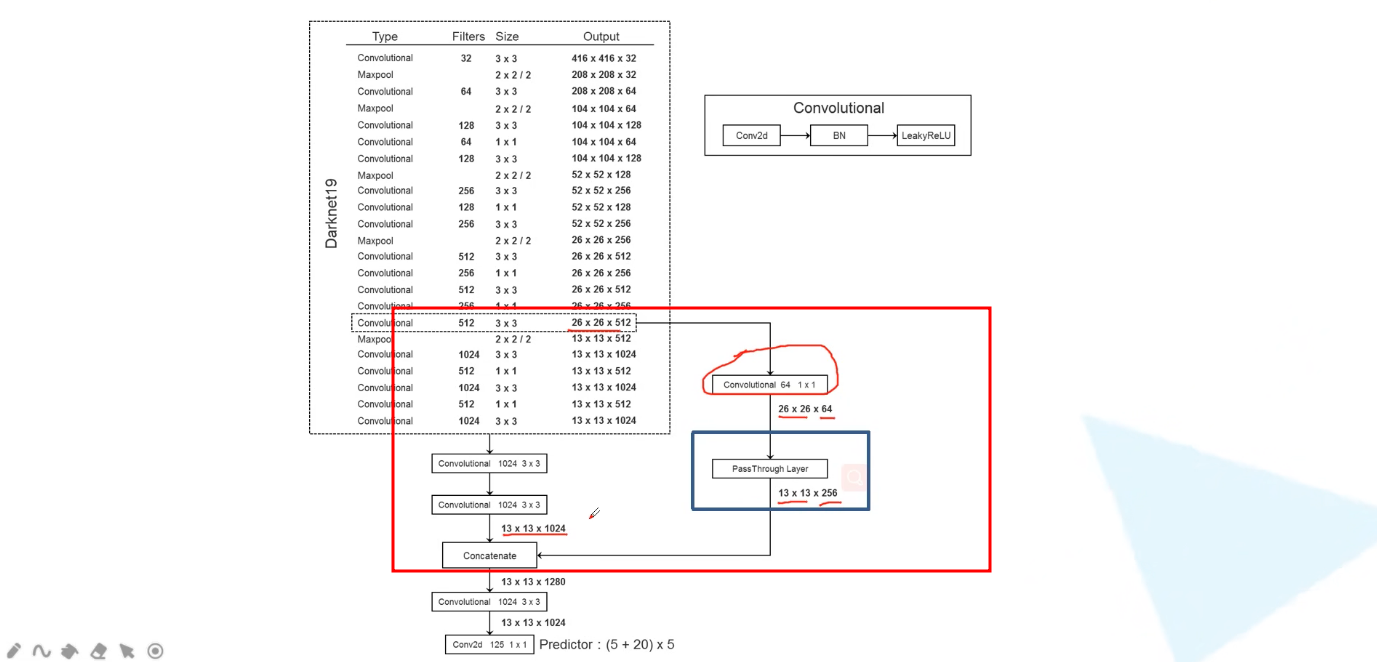 Type Filters Size Output
Convolutional 32 3 x 3 416 x 416 x 32
Maxpool 2 x 2 / 2 208 x 208 x 32
Convolutional 64 3 x 3 208 x 208 x 64
Maxpool 2 x 2 / 2 104 x 104 x 64
Convolutional 128 3 x 3 104 x 104 x 128
Convolutional 64 1 x 1 104 x 104 x 64
Convolutional 128 3 x 3 104 x 104 x 128
Maxpool 2 x 2 / 2 52 x 52 x 128
Convolutional 256 3 x 3 52 x 52 x 256
Convolutional 128 1 x 1 52 x 52 x 128
Convolutional 256 3 x 3 52 x 52 x 256
Maxpool 2 x 2 / 2 26 x 26 x 256
Convolutional 512 3 x 3 26 x 26 x 512
Convolutional 256 1 x 1 26 x 26 x 256
Convolutional 512 3 x 3 26 x 26 x 512
Convolutional 256 1 x 1 26 x 26 x 256
Convolutional 512 3 x 3 26 x 26 x 512
Maxpool 2 x 2 / 2 13 x 13 x 512
Convolutional 1024 3 x 3 13 x 13 x 1024
Convolutional 512 1 x 1 13 x 13 x 512
Convolutional 1024 3 x 3 13 x 13 x 1024
Convolutional 512 1 x 1 13 x 13 x 512
Convolutional 1024 3 x 3 13 x 13 x 1024
Darknet19
Convolutional
Conv2d BN LeakyReLU
Convolutional 64 1 x 1
26 x 26 x 64
PassThrough Layer
13 x 13 x 256
Convolutional 1024 3 x 3
Convolutional 1024 3 x 3
13 x 13 x 1024
Concatenate
13 x 13 x 1280
Convolutional 1024 3 x 3
13 x 13 x 1024
Conv2d 125 1 x 1 Predictor : (5 + 20) x 5